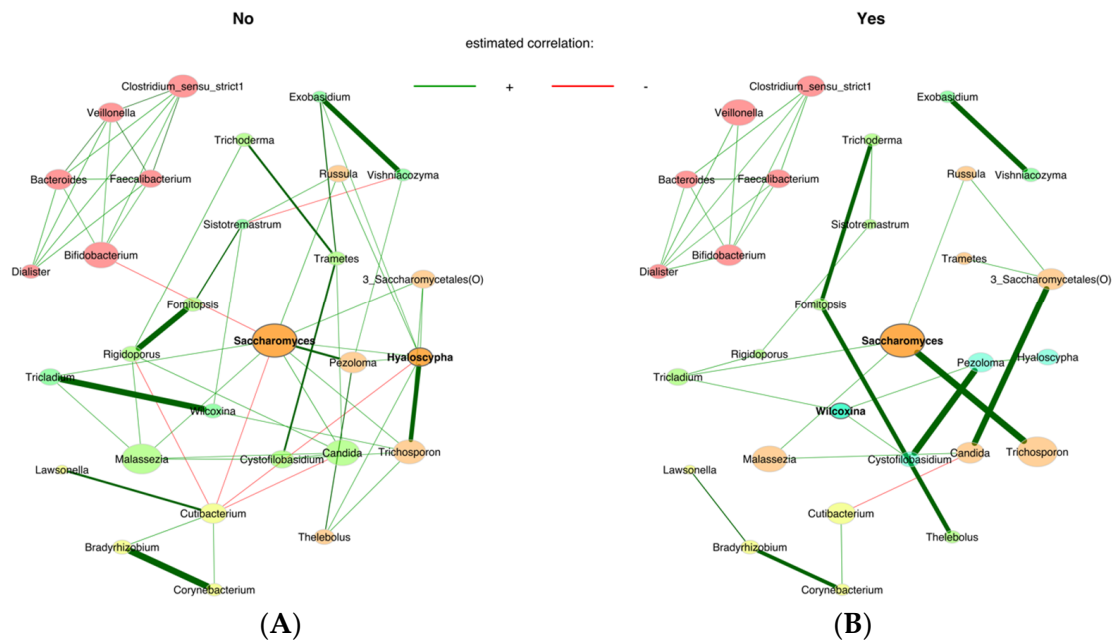 No
Yes
estimated correlation:
+
-
Clostridium_sensu_strict1
Veillonella
Exobasidium
Trichoderma
Bacteroides
Faecalibacterium
Russula
Vishniacozyma
Sistotremastrum
Bifidobacterium
Dialister
Trametes
3_Saccharomycetales(O)
Fomitopsis
Saccharomyces
Rigidoporus
Pezoloma
Hyaloscypha
Tricladium
Wilcoxina
Malassezia
Cystofilobasidium
Candida
Trichosporon
Lawsonella
Cutibacterium
Thelebolus
Bradyrhizobium
Corynebacterium
(A)
Clostridium_sensu_strict1
Veillonella
Exobasidium
Trichoderma
Bacteroides
Faecalibacterium
Russula
Vishniacozyma
Sistotremastrum
Bifidobacterium
Dialister
Trametes
3_Saccharomycetales(O)
Fomitopsis
Saccharomyces
Rigidoporus
Pezoloma
Hyaloscypha
Tricladium
Wilcoxina
Malassezia
Cystofilobasidium
Candida
Trichosporon
Lawsonella
Cutibacterium
Thelebolus
Bradyrhizobium
Corynebacterium
(B)